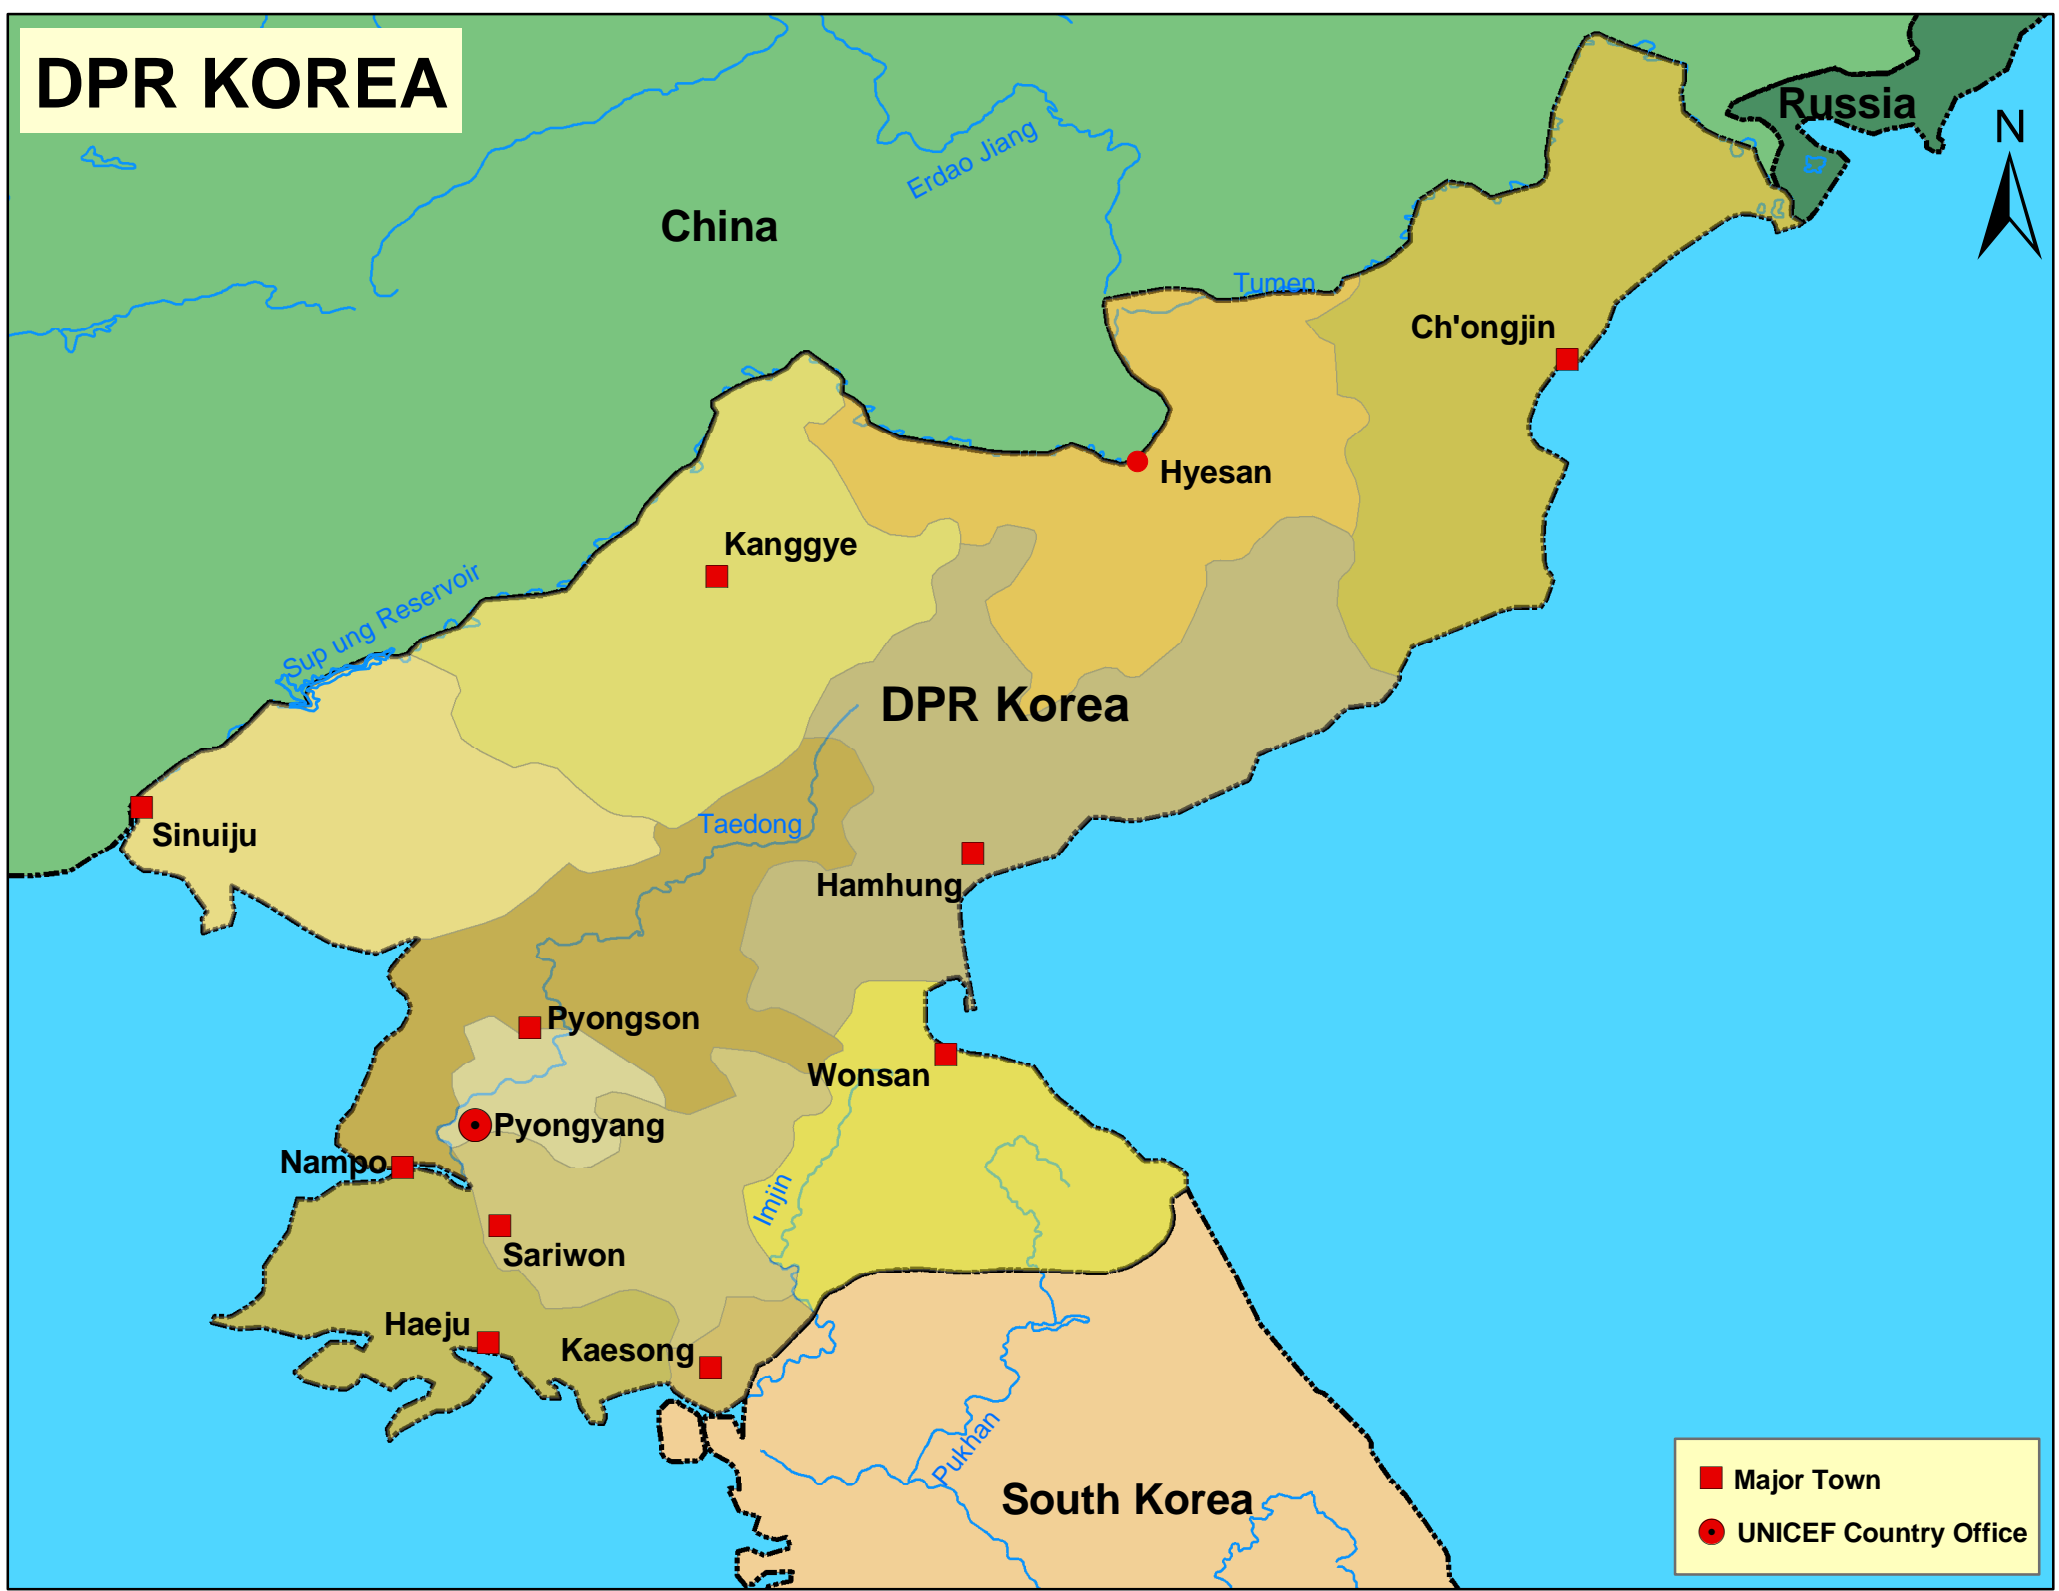 DPR KOREA
Russia
N
Erdao Jiang
China
Tumen
Ch'ongjin
Hyesan
Kanggye
Sup ung Reservoir
DPR Korea
Taedong
Sinuiju
Hamhung
Pyongson
Wonsan
Pyongyang
Nampo
Imjin
Sariwon
Haeju
Kaesong
Pukhan
South Korea
Major Town
UNICEF Country Office